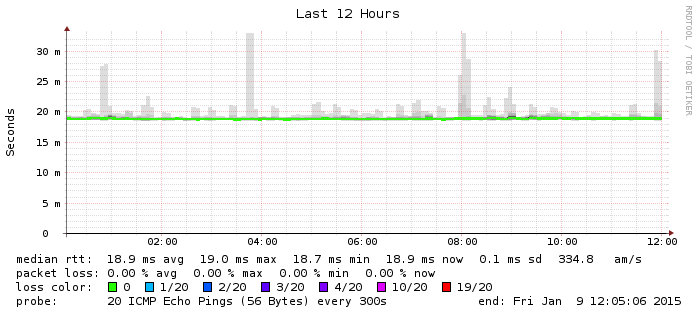 Last 12 Hours
RRDTOOL / TOBI OETIKER
Seconds
30 m
25 m
20 m
15 m
10 m
5 m
0
02:00 04:00 06:00 08:00 10:00 12:00
median rtt: 18.9 ms avg 19.0 ms max 18.7 ms min 18.9 ms now 0.1 ms sd 334.8 am/s
packet loss: 0.00 % avg 0.00 % max 0.00 % min 0.00 % now
loss color: 0 1/20 2/20 3/20 4/20 10/20 19/20
probe: 20 ICMP Echo Pings (56 Bytes) every 300s end: Fri Jan 9 12:05:06 2015